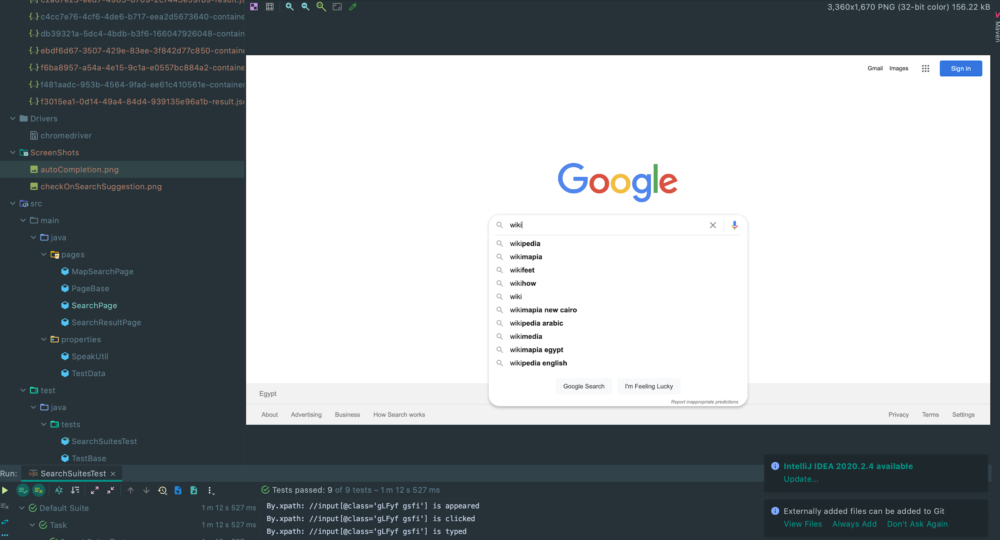 c2a67e23-eed7-4983-8709-2c7445e59fb9-result.js
c4cc7e76-4cf6-4de6-b717-eea2d5673640-containe
db39321a-5dc4-4bdb-b3f6-166047926048-contain
ebdf6d67-3507-429e-83ee-3f842d77c850-containe
f6ba8957-a54a-4e15-9c1a-e0557bc884a2-containe
f481aadc-953b-4564-9fad-ee61c410561e-container
f3015ea1-0d14-49a4-84d4-939135e96a1b-result.jso
Drivers
chromedriver
ScreenShots
autoCompletion.png
checkOnSearchSuggestion.png
src
main
java
pages
MapSearchPage
PageBase
SearchPage
SearchResultPage
properties
SpeakUtil
TestData
test
java
tests
SearchSuitesTest
TestBase
3,360x1,670 PNG (32-bit color) 156.22 kB
Maven
Gmail Images Sign in
Google
wiki
wikipedia
wikimapia
wikifeet
wikihow
wiki
wikimapia new cairo
wikipedia arabic
wikimedia
wikimapia egypt
wikipedia english
Google Search I'm Feeling Lucky
Report inappropriate predictions
Egypt
About Advertising Business How Search works Privacy Terms Settings
Run: SearchSuitesTest
Tests passed: 9 of 9 tests – 1 m 12 s 527 ms
Default Suite 1 m 12 s 527 ms
Task 1 m 12 s 527 ms
By.xpath: //input[@class='gLFyf gsfi'] is appeared
By.xpath: //input[@class='gLFyf gsfi'] is clicked
By.xpath: //input[@class='gLFyf gsfi'] is typed
IntelliJ IDEA 2020.2.4 available
Update...
Externally added files can be added to Git
View Files Always Add Don't Ask Again